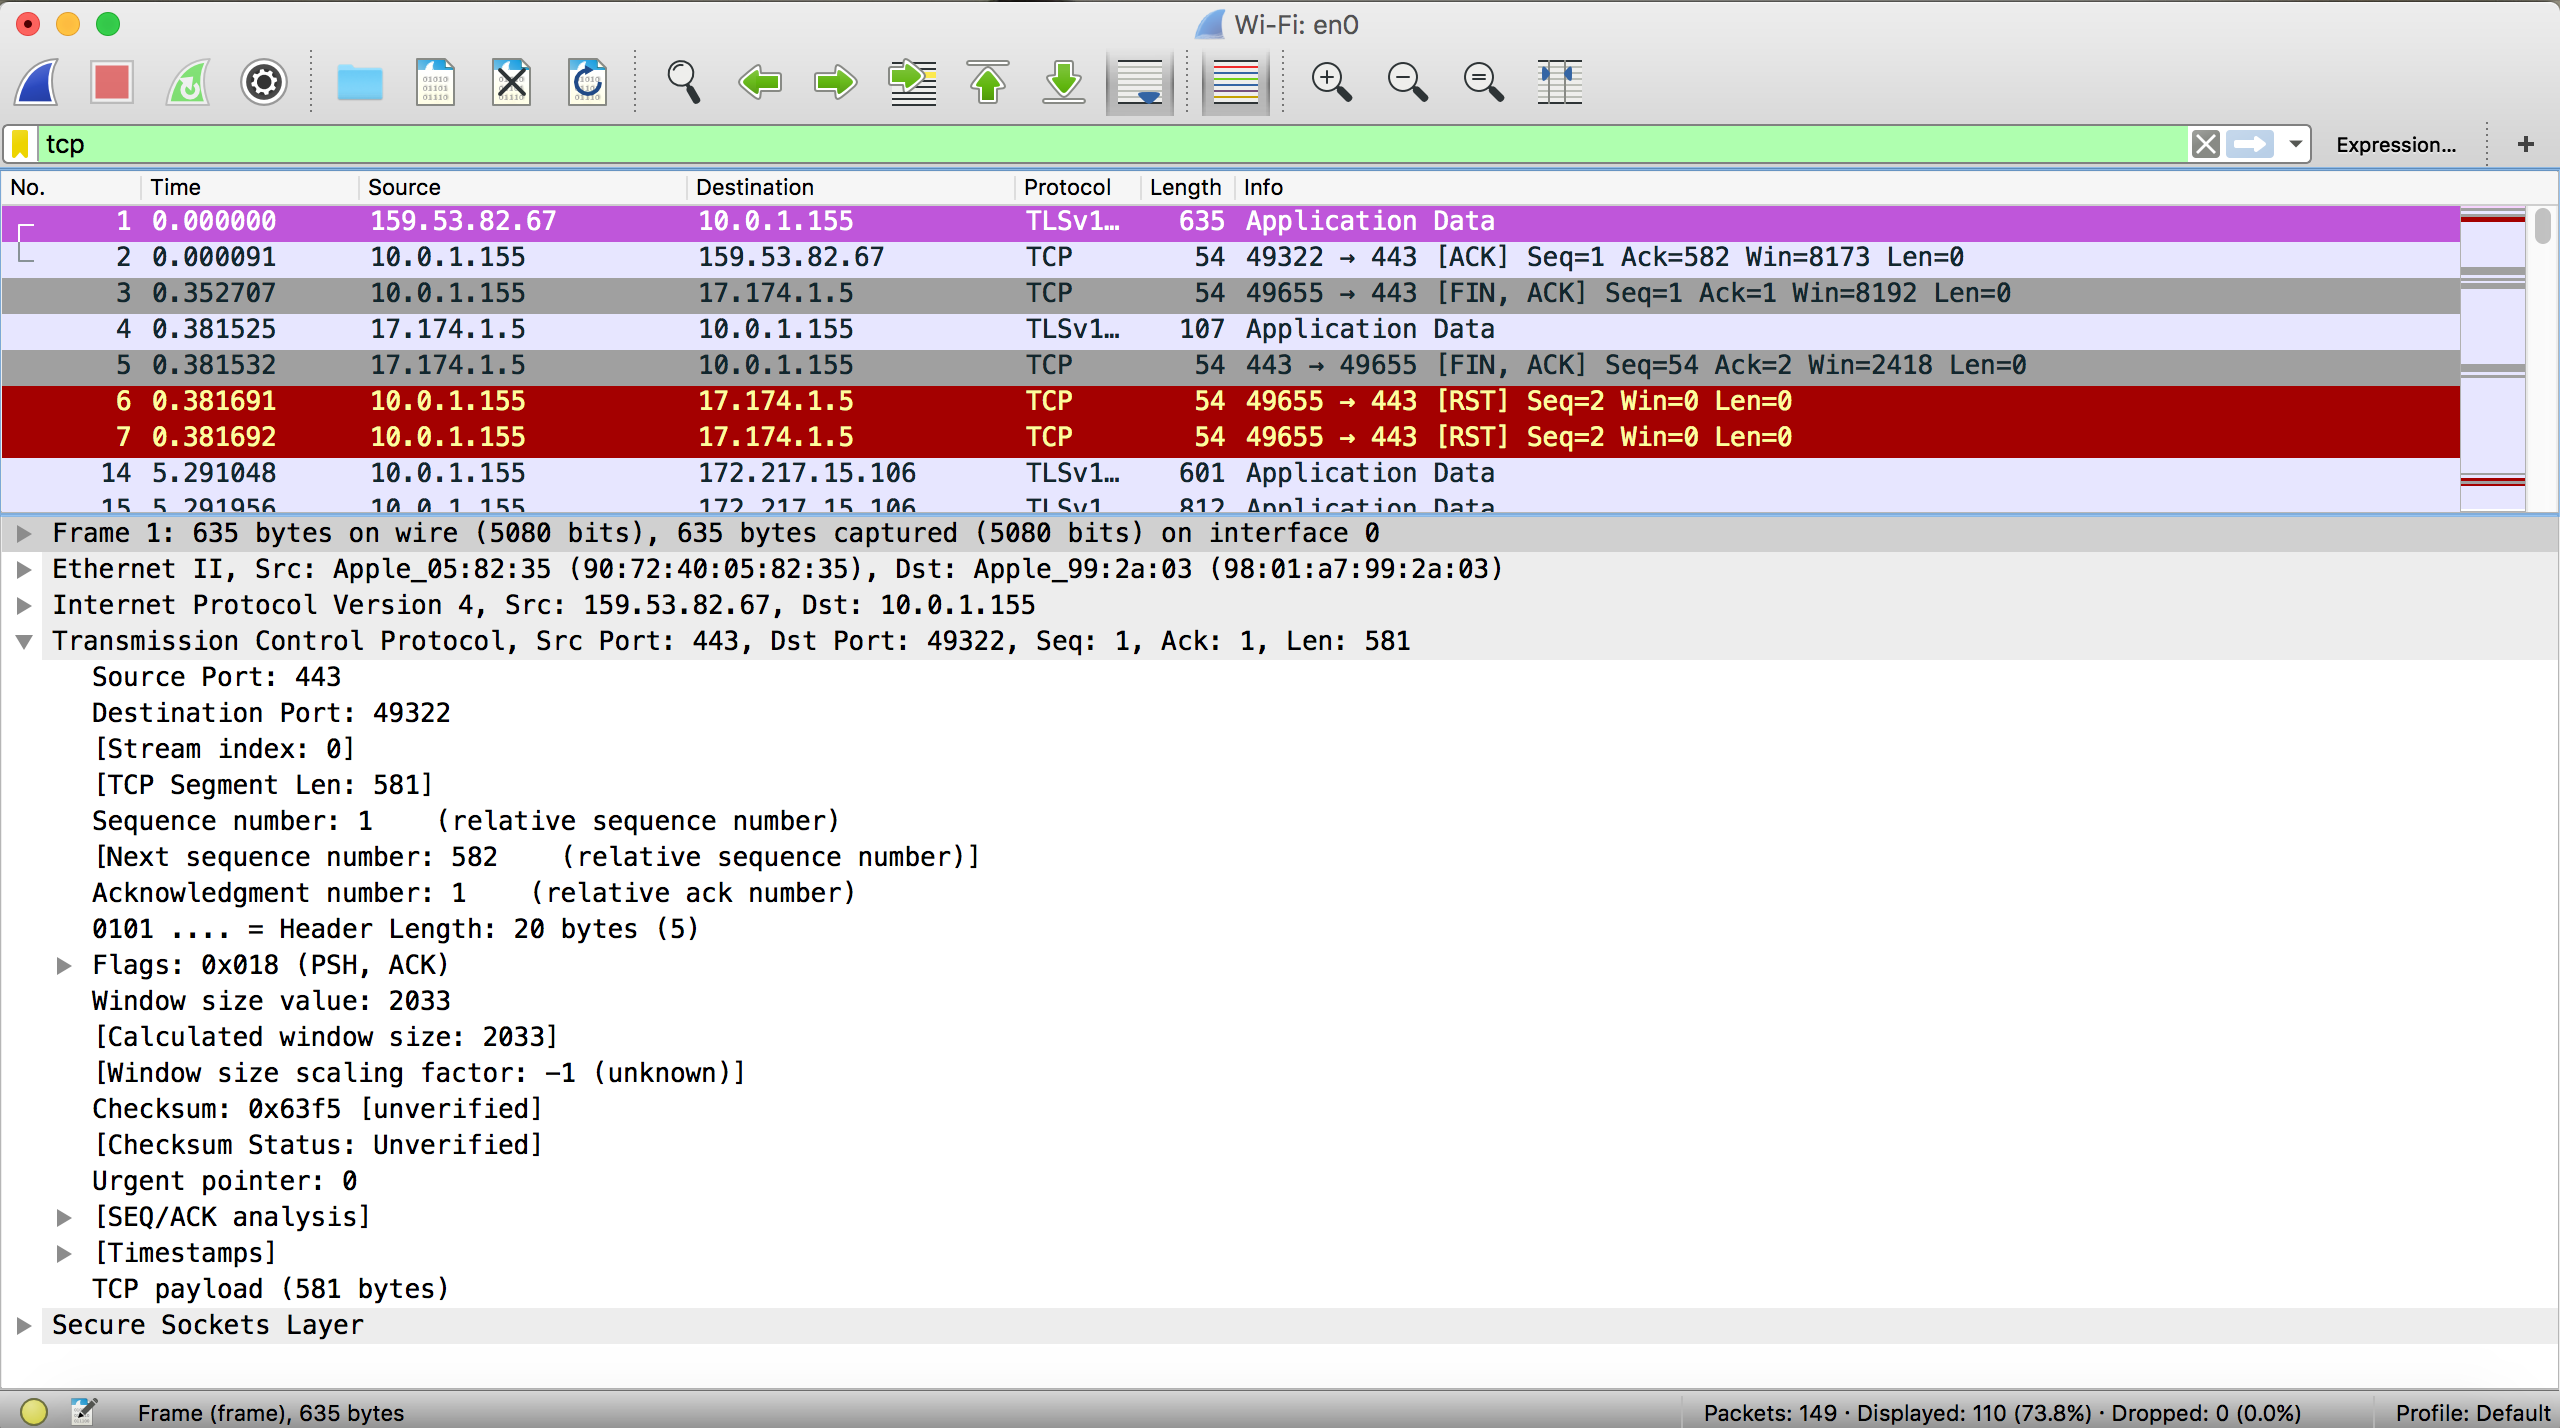 Wi-Fi: en0
tcp
Expression...
+
No. Time Source Destination Protocol Length Info
1 0.000000 159.53.82.67 10.0.1.155 TLSv1… 635 Application Data
2 0.000091 10.0.1.155 159.53.82.67 TCP 54 49322 → 443 [ACK] Seq=1 Ack=582 Win=8173 Len=0
3 0.352707 10.0.1.155 17.174.1.5 TCP 54 49655 → 443 [FIN, ACK] Seq=1 Ack=1 Win=8192 Len=0
4 0.381525 17.174.1.5 10.0.1.155 TLSv1… 107 Application Data
5 0.381532 17.174.1.5 10.0.1.155 TCP 54 443 → 49655 [FIN, ACK] Seq=54 Ack=2 Win=2418 Len=0
6 0.381691 10.0.1.155 17.174.1.5 TCP 54 49655 → 443 [RST] Seq=2 Win=0 Len=0
7 0.381692 10.0.1.155 17.174.1.5 TCP 54 49655 → 443 [RST] Seq=2 Win=0 Len=0
14 5.291048 10.0.1.155 172.217.15.106 TLSv1… 601 Application Data
15 5.291956 10.0.1.155 172.217.15.106 TLSv1 812 Application Data
Frame 1: 635 bytes on wire (5080 bits), 635 bytes captured (5080 bits) on interface 0
Ethernet II, Src: Apple_05:82:35 (90:72:40:05:82:35), Dst: Apple_99:2a:03 (98:01:a7:99:2a:03)
Internet Protocol Version 4, Src: 159.53.82.67, Dst: 10.0.1.155
Transmission Control Protocol, Src Port: 443, Dst Port: 49322, Seq: 1, Ack: 1, Len: 581
Source Port: 443
Destination Port: 49322
[Stream index: 0]
[TCP Segment Len: 581]
Sequence number: 1    (relative sequence number)
[Next sequence number: 582    (relative sequence number)]
Acknowledgment number: 1    (relative ack number)
0101 .... = Header Length: 20 bytes (5)
Flags: 0x018 (PSH, ACK)
Window size value: 2033
[Calculated window size: 2033]
[Window size scaling factor: -1 (unknown)]
Checksum: 0x63f5 [unverified]
[Checksum Status: Unverified]
Urgent pointer: 0
[SEQ/ACK analysis]
[Timestamps]
TCP payload (581 bytes)
Secure Sockets Layer
Frame (frame), 635 bytes
Packets: 149 · Displayed: 110 (73.8%) · Dropped: 0 (0.0%)
Profile: Default